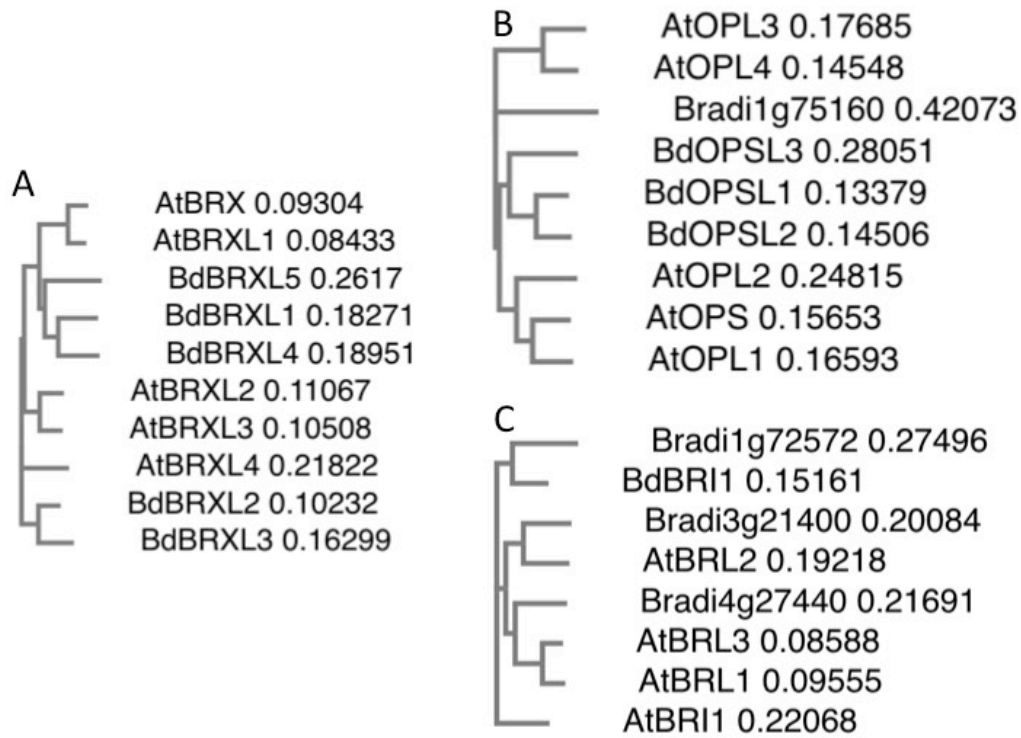 A
AtBRX 0.09304
AtBRXL1 0.08433
BdBRXL5 0.2617
BdBRXL1 0.18271
BdBRXL4 0.18951
AtBRXL2 0.11067
AtBRXL3 0.10508
AtBRXL4 0.21822
BdBRXL2 0.10232
BdBRXL3 0.16299
B
AtOPL3 0.17685
AtOPL4 0.14548
Bradi1g75160 0.42073
BdOPSL3 0.28051
BdOPSL1 0.13379
BdOPSL2 0.14506
AtOPL2 0.24815
AtOPS 0.15653
AtOPL1 0.16593
C
Bradi1g72572 0.27496
BdBRI1 0.15161
Bradi3g21400 0.20084
AtBRL2 0.19218
Bradi4g27440 0.21691
AtBRL3 0.08588
AtBRL1 0.09555
AtBRI1 0.22068